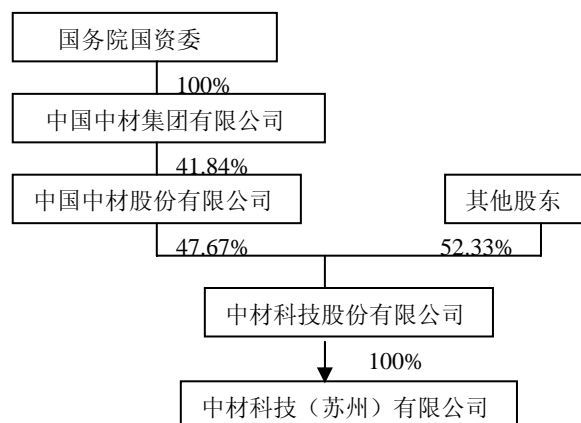 国务院国资委
100%
中国中材集团有限公司
41.84%
中国中材股份有限公司
其他股东
47.67%
52.33%
中材科技股份有限公司
100%
中材科技（苏州）有限公司